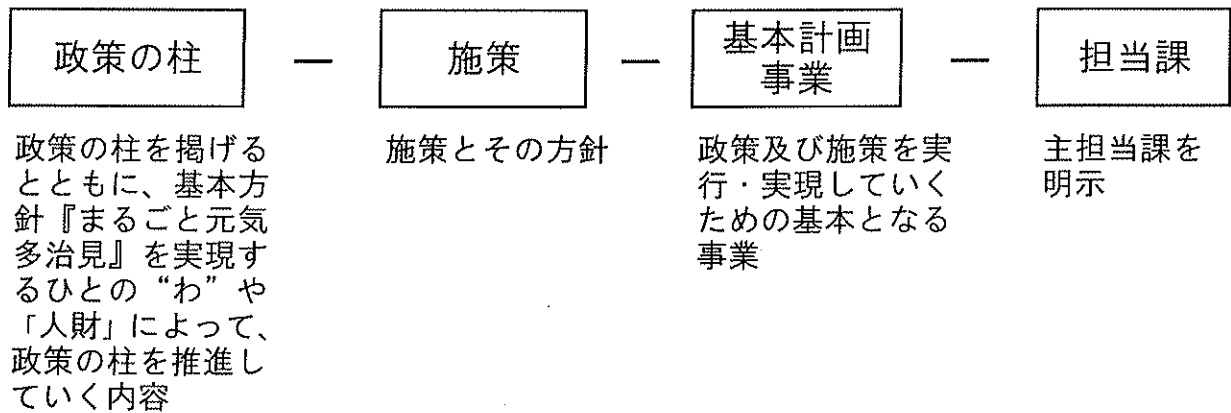 政策の柱
―
施策
―
基本計画
事業
―
担当課
政策の柱を掲げる
とともに、基本方
針『まるごと元気
多治見』を実現す
るひとの“わ”や
「人財」によって、
政策の柱を推進し
ていく内容
施策とその方針
政策及び施策を実
行・実現していく
ための基本となる
事業
主担当課を
明示